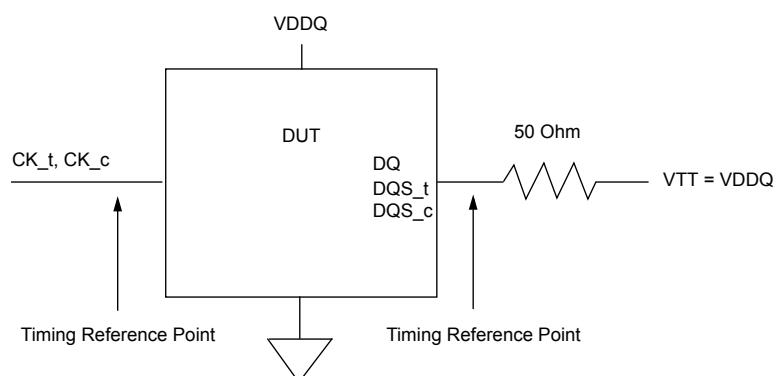 VDDQ
DUT
50 Ohm
CK_t, CK_c
DQ
DQS_t
DQS_c
VTT = VDDQ
Timing Reference Point
Timing Reference Point